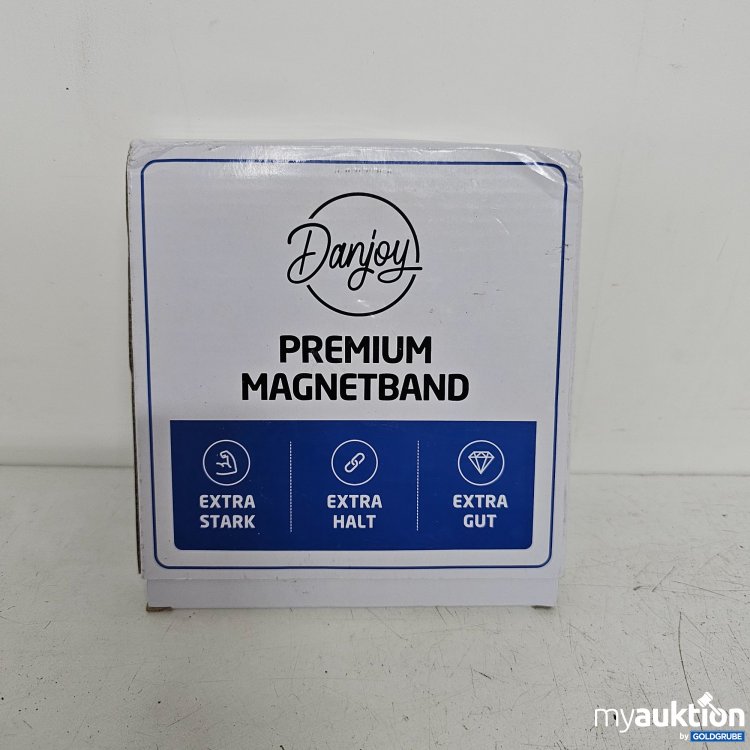 Danjoy
PREMIUM
MAGNETBAND
EXTRA
STARK
EXTRA
HALT
EXTRA
GUT
myauktion
by GOLDGRUBE